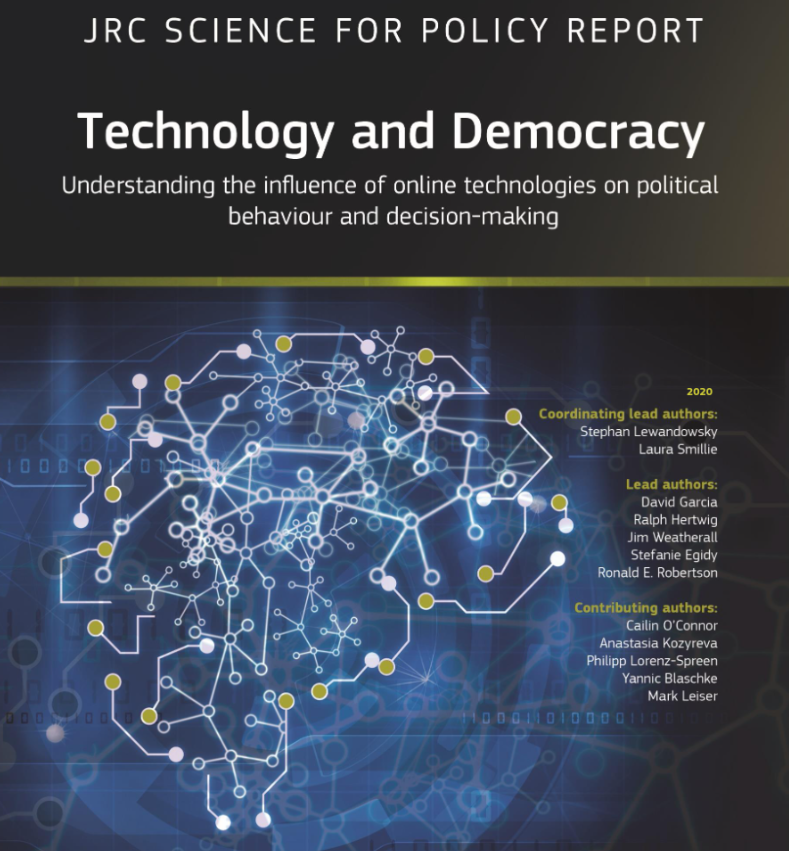 JRC SCIENCE FOR POLICY REPORT
Technology and Democracy
Understanding the influence of online technologies on political
behaviour and decision-making
2020
Coordinating lead authors:
Stephan Lewandowsky
Laura Smillie
Lead authors:
David Garcia
Ralph Hertwig
Jim Weatherall
Stefanie Egidy
Ronald E. Robertson
Contributing authors:
Cailin O'Connor
Anastasia Kozyreva
Philipp Lorenz-Spreen
Yannic Blaschke
Mark Leiser